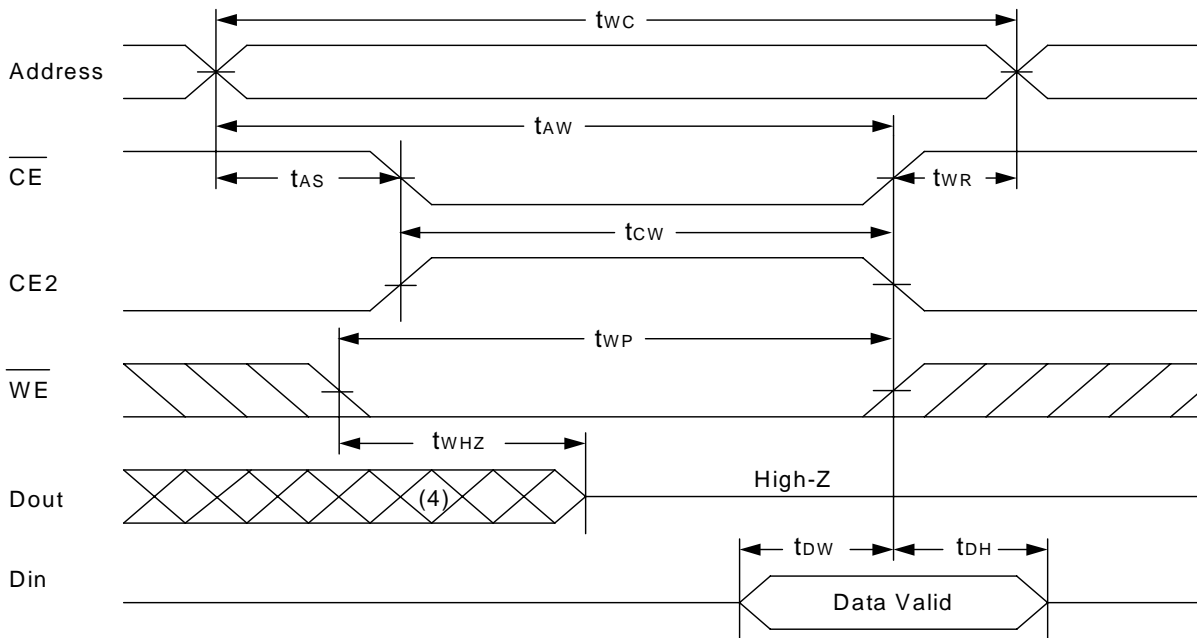 tWC
Address
tAW
CE
tAS
tWR
tCW
CE2
tWP
WE
tWHZ
High-Z
Dout
(4)
tDW
tDH
Din
Data Valid